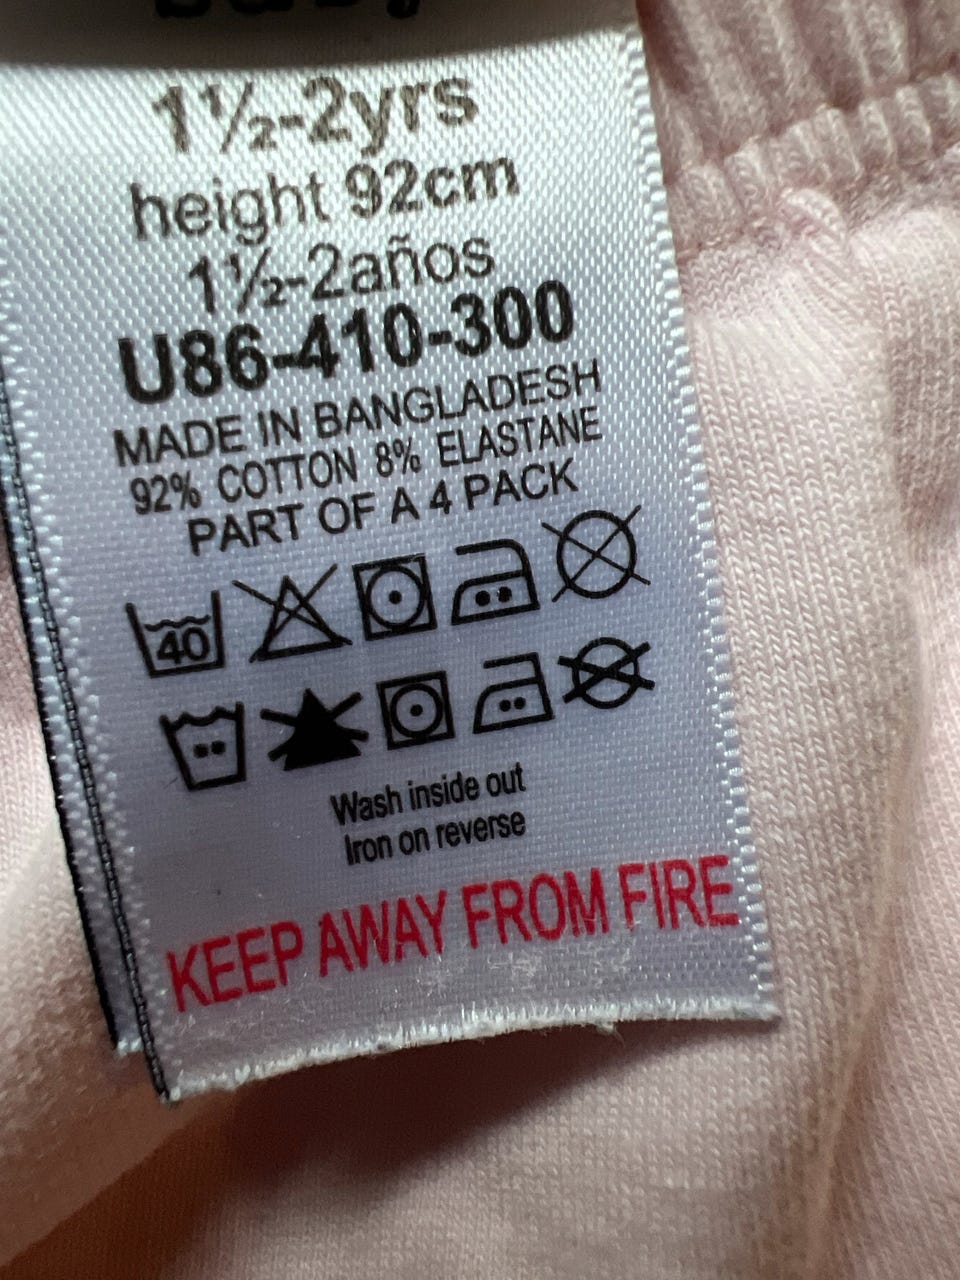 1½-2yrs
height 92cm
1½-2años
U86-410-300
MADE IN BANGLADESH
92% COTTON 8% ELASTANE
PART OF A 4 PACK
40
Wash inside out
Iron on reverse
KEEP AWAY FROM FIRE